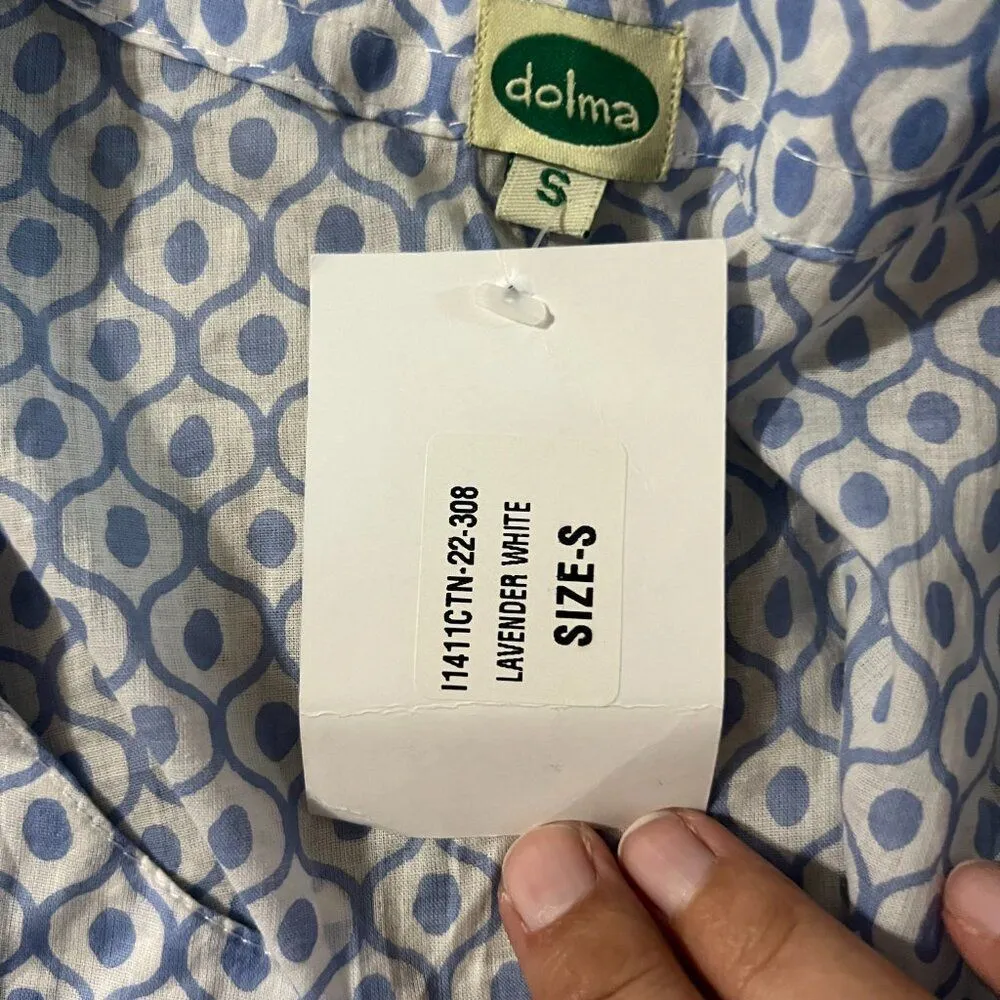 dolma
S
I1411CTN-22-308
LAVENDER WHITE
SIZE-S